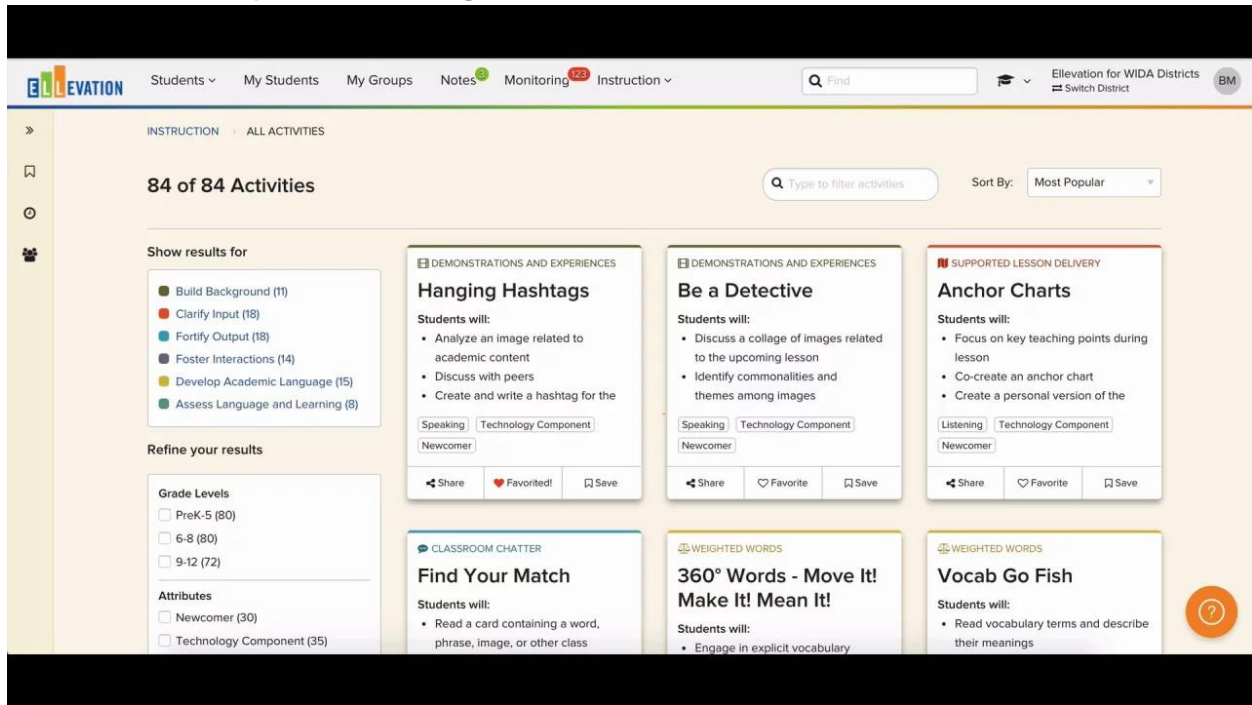 ELLEVATION
Students
My Students
My Groups
Notes
3
Monitoring
123
Instruction
Find
Ellevation for WIDA Districts
Switch District
BM
INSTRUCTION
ALL ACTIVITIES
84 of 84 Activities
Type to filter activities
Sort By:
Most Popular
Show results for
Build Background (11)
Clarify Input (18)
Fortify Output (18)
Foster Interactions (14)
Develop Academic Language (15)
Assess Language and Learning (8)
Refine your results
Grade Levels
PreK-5 (80)
6-8 (80)
9-12 (72)
Attributes
Newcomer (30)
Technology Component (35)
DEMONSTRATIONS AND EXPERIENCES
Hanging Hashtags
Students will:
• Analyze an image related to
academic content
• Discuss with peers
• Create and write a hashtag for the
Speaking
Technology Component
Newcomer
Share
Favorited!
Save
DEMONSTRATIONS AND EXPERIENCES
Be a Detective
Students will:
• Discuss a collage of images related
to the upcoming lesson
• Identify commonalities and
themes among images
Speaking
Technology Component
Newcomer
Share
Favorite
Save
SUPPORTED LESSON DELIVERY
Anchor Charts
Students will:
• Focus on key teaching points during
lesson
• Co-create an anchor chart
• Create a personal version of the
Listening
Technology Component
Newcomer
Share
Favorite
Save
CLASSROOM CHATTER
Find Your Match
Students will:
• Read a card containing a word,
phrase, image, or other class
WEIGHTED WORDS
360° Words - Move It!
Make It! Mean It!
Students will:
• Engage in explicit vocabulary
WEIGHTED WORDS
Vocab Go Fish
Students will:
• Read vocabulary terms and describe
their meanings
?